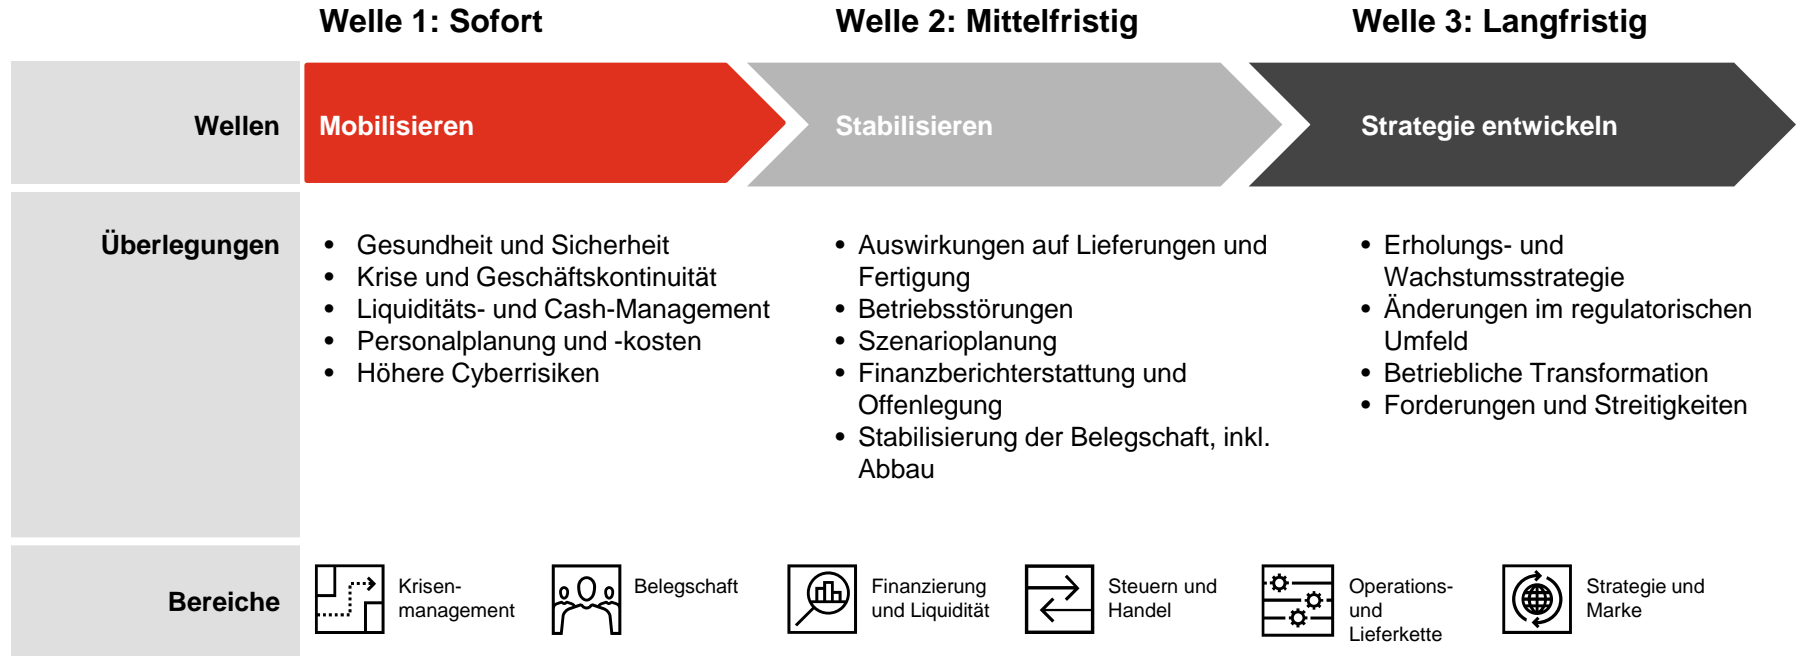 Welle 1: Sofort
Welle 2: Mittelfristig
Welle 3: Langfristig
Wellen
Mobilisieren
Stabilisieren
Strategie entwickeln
Überlegungen
• Gesundheit und Sicherheit
• Krise und Geschäftskontinuität
• Liquiditäts- und Cash-Management
• Personalplanung und -kosten
• Höhere Cyberrisiken
• Auswirkungen auf Lieferungen und
Fertigung
• Betriebsstörungen
• Szenarioplanung
• Finanzberichterstattung und
Offenlegung
• Stabilisierung der Belegschaft, inkl.
Abbau
• Erholungs- und
Wachstumsstrategie
• Änderungen im regulatorischen
Umfeld
• Betriebliche Transformation
• Forderungen und Streitigkeiten
Bereiche
Krisen-
management
Belegschaft
Finanzierung
und Liquidität
Steuern und
Handel
Operations-
und
Lieferkette
Strategie und
Marke